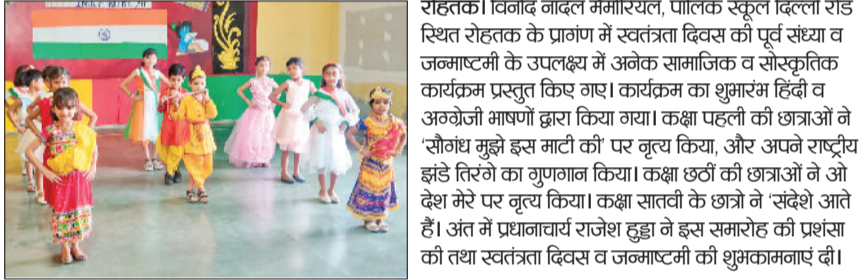 रोहतक। विनोद नांदल मेमोरियल, पब्लिक स्कूल दिल्ली रोड
स्थित रोहतक के प्रागंण में स्वतंत्रता दिवस की पूर्व संध्या व
जन्माष्टमी के उपलक्ष्य में अनेक सामाजिक व सांस्कृतिक
कार्यक्रम प्रस्तुत किए गए। कार्यक्रम का शुभारंभ हिंदी व
अग्ग्रेजी भाषणों द्वारा किया गया। कक्षा पहली की छात्राओं ने
‘सौगंध मुझे इस माटी की’ पर नृत्य किया, और अपने राष्ट्रीय
झंडे तिरंगे का गुणगान किया। कक्षा छठीं की छात्राओं ने ओ
देश मेरे पर नृत्य किया। कक्षा सातवी के छात्रो ने ‘संदेशे आते
हैं। अंत में प्रधानाचार्य राजेश हुड्डा ने इस समारोह की प्रशंसा
की तथा स्वतंत्रता दिवस व जन्माष्टमी की शुभकामनाएं दी।